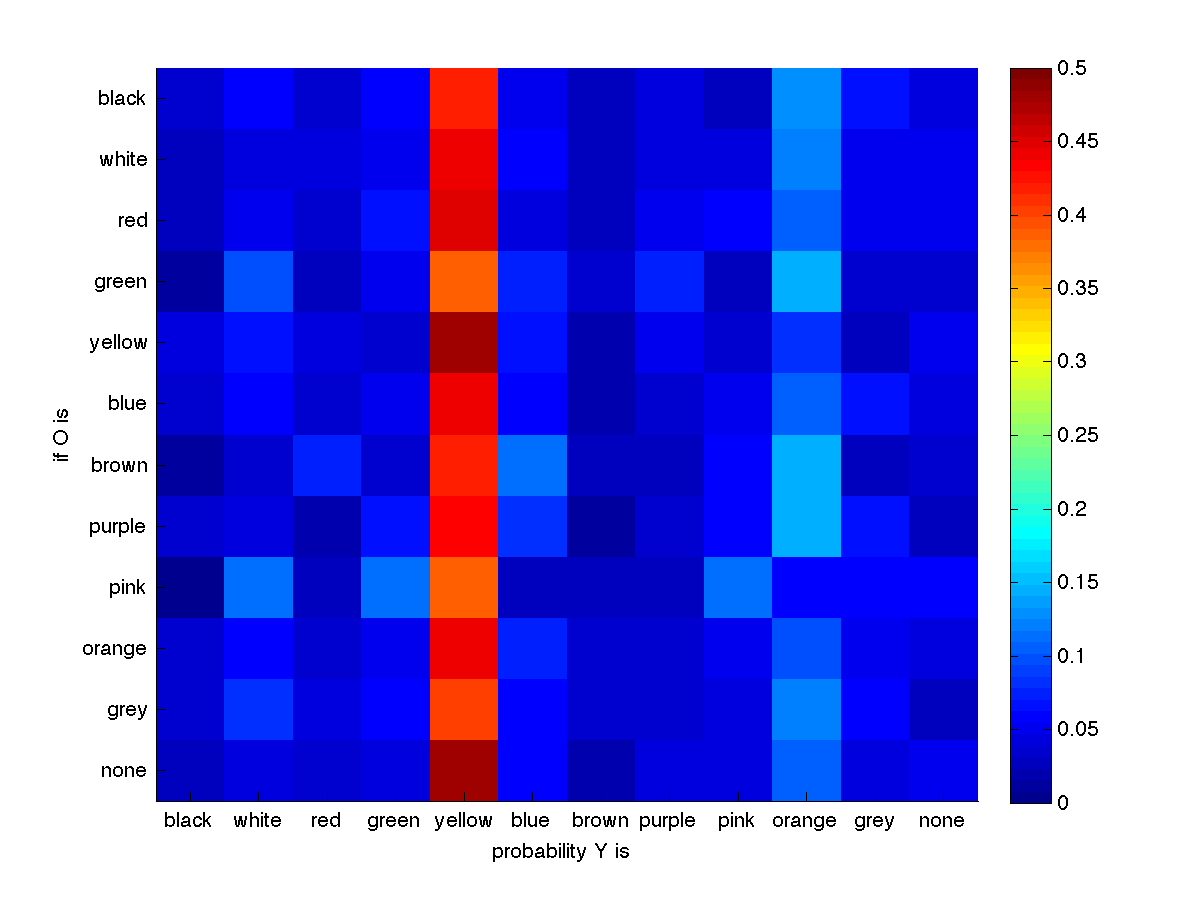 black
white
red
green
yellow
blue
brown
purple
pink
orange
grey
none
if O is
black white red green yellow blue brown purple pink orange grey none
probability Y is
0.5
0.45
0.4
0.35
0.3
0.25
0.2
0.15
0.1
0.05
0